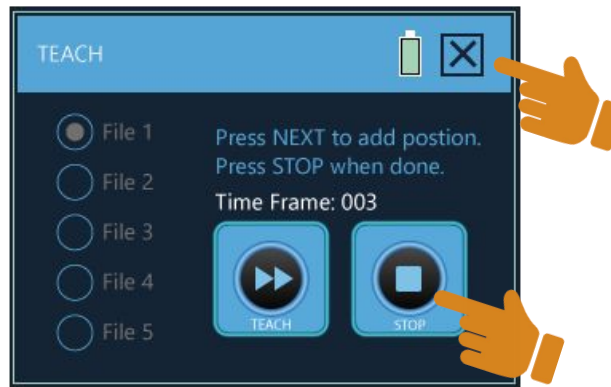 TEACH
File 1
File 2
File 3
File 4
File 5
Press NEXT to add postion.
Press STOP when done.
Time Frame: 003
TEACH
STOP